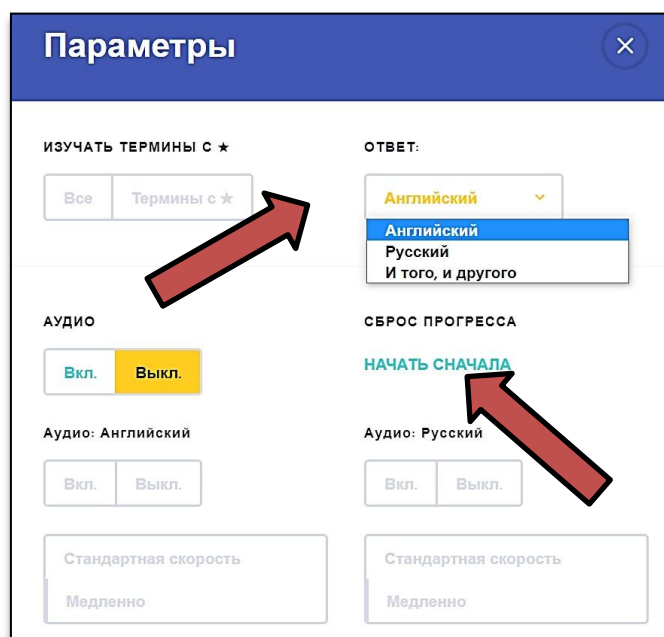 Параметры
ИЗУЧАТЬ ТЕРМИНЫ С ★
Все Термины с ★
ОТВЕТ:
Английский
Английский
Русский
И того, и другого
АУДИО
Вкл. Выкл.
СБРОС ПРОГРЕССА
НАЧАТЬ СНАЧАЛА
Аудио: Английский
Вкл. Выкл.
Стандартная скорость
Медленно
Аудио: Русский
Вкл. Выкл.
Стандартная скорость
Медленно